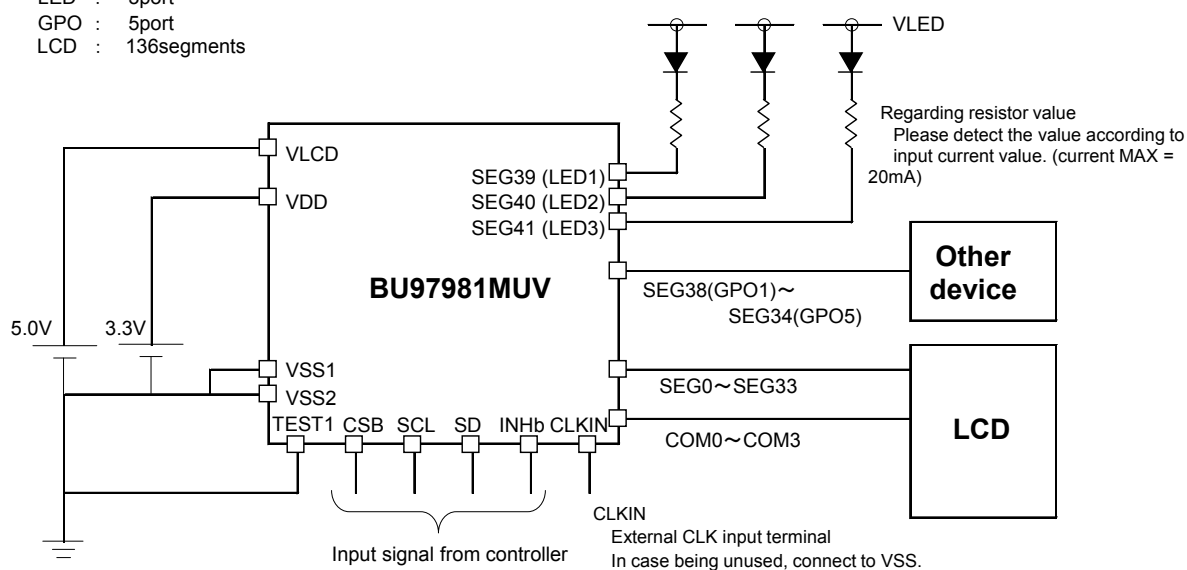 GPO : 5port
LCD : 136segments
VLED
Regarding resistor value
Please detect the value according to
input current value. (current MAX =
20mA)
VLCD
VDD
SEG39 (LED1)
SEG40 (LED2)
SEG41 (LED3)
BU97981MUV
SEG38(GPO1)~
SEG34(GPO5)
Other
device
5.0V
3.3V
VSS1
VSS2
SEG0~SEG33
COM0~COM3
LCD
TEST1 CSB SCL SD INHb CLKIN
CLKIN
External CLK input terminal
In case being unused, connect to VSS.
Input signal from controller